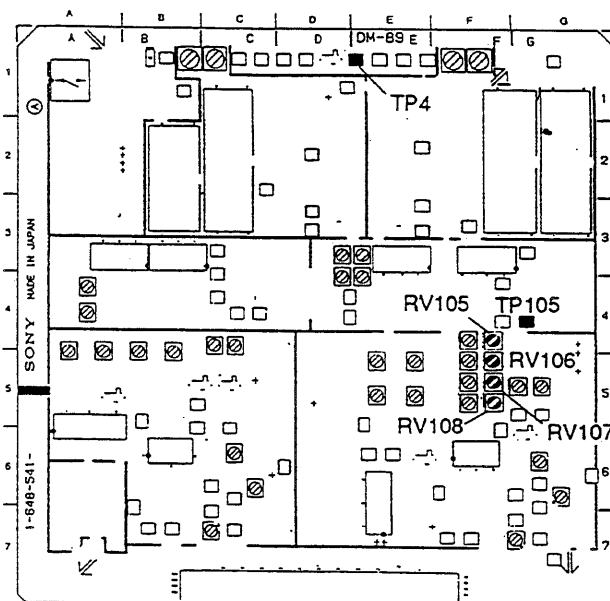 A B C D E F G
A B C D DM-89 E F G
1
TP4
1
A
2
2
3
3
4
RV105 TP105
4
SONY MADE IN JAPAN
RV106
5
5
RV108 RV107
6
6
1-648-541-
7
7